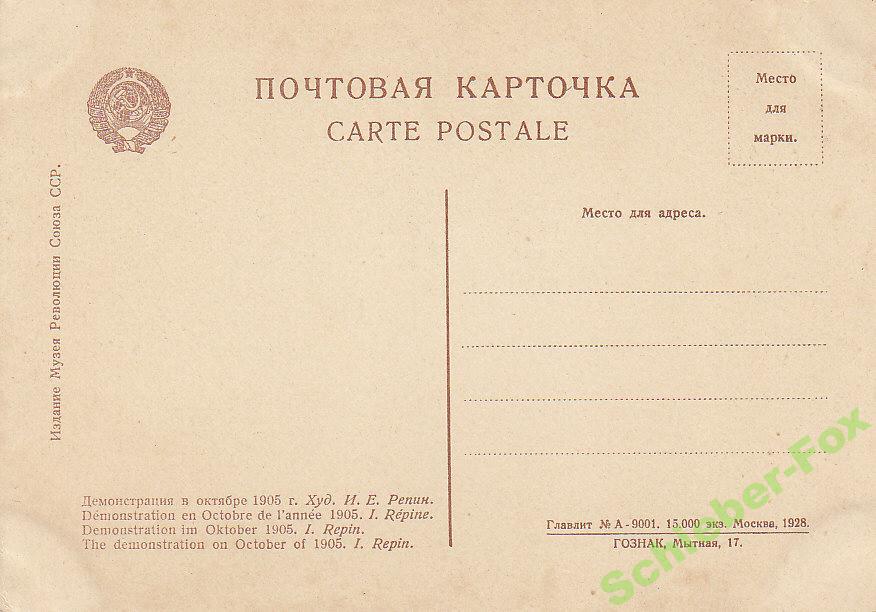 ПОЧТОВАЯ КАРТОЧКА
CARTE POSTALE
Место
для
марки.
Издание Музея Революции Союза ССР.
Место для адреса.
Демонстрация в октябре 1905 г. Худ. И. Е. Репин.
Démonstration en Octobre de l'année 1905. I. Répine.
Demonstration im Oktober 1905. I. Repin.
The demonstration on October of 1905. I. Repin.
Главлит № А-9001. 15.000 экз. Москва, 1928.
ГОЗНАК, Мытная, 17.
Schieber-Fox